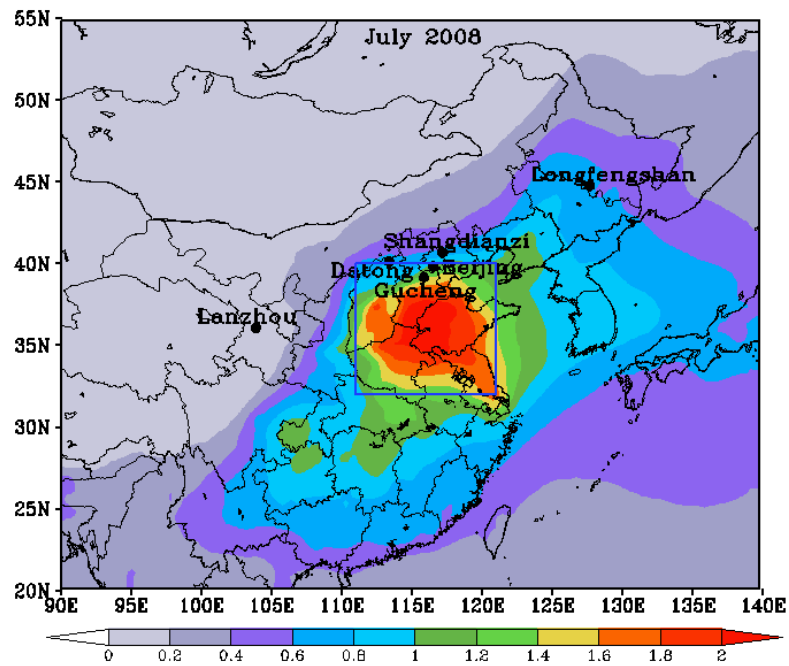 July 2008
55N
50N
45N
40N
35N
30N
25N
20N
Longfengshan
Shangdianzi
Datong Beijing
Gucheng
Lanzhou
90E 95E 100E 105E 110E 115E 120E 125E 130E 135E 140E
0 0.2 0.4 0.6 0.8 1 1.2 1.4 1.6 1.8 2